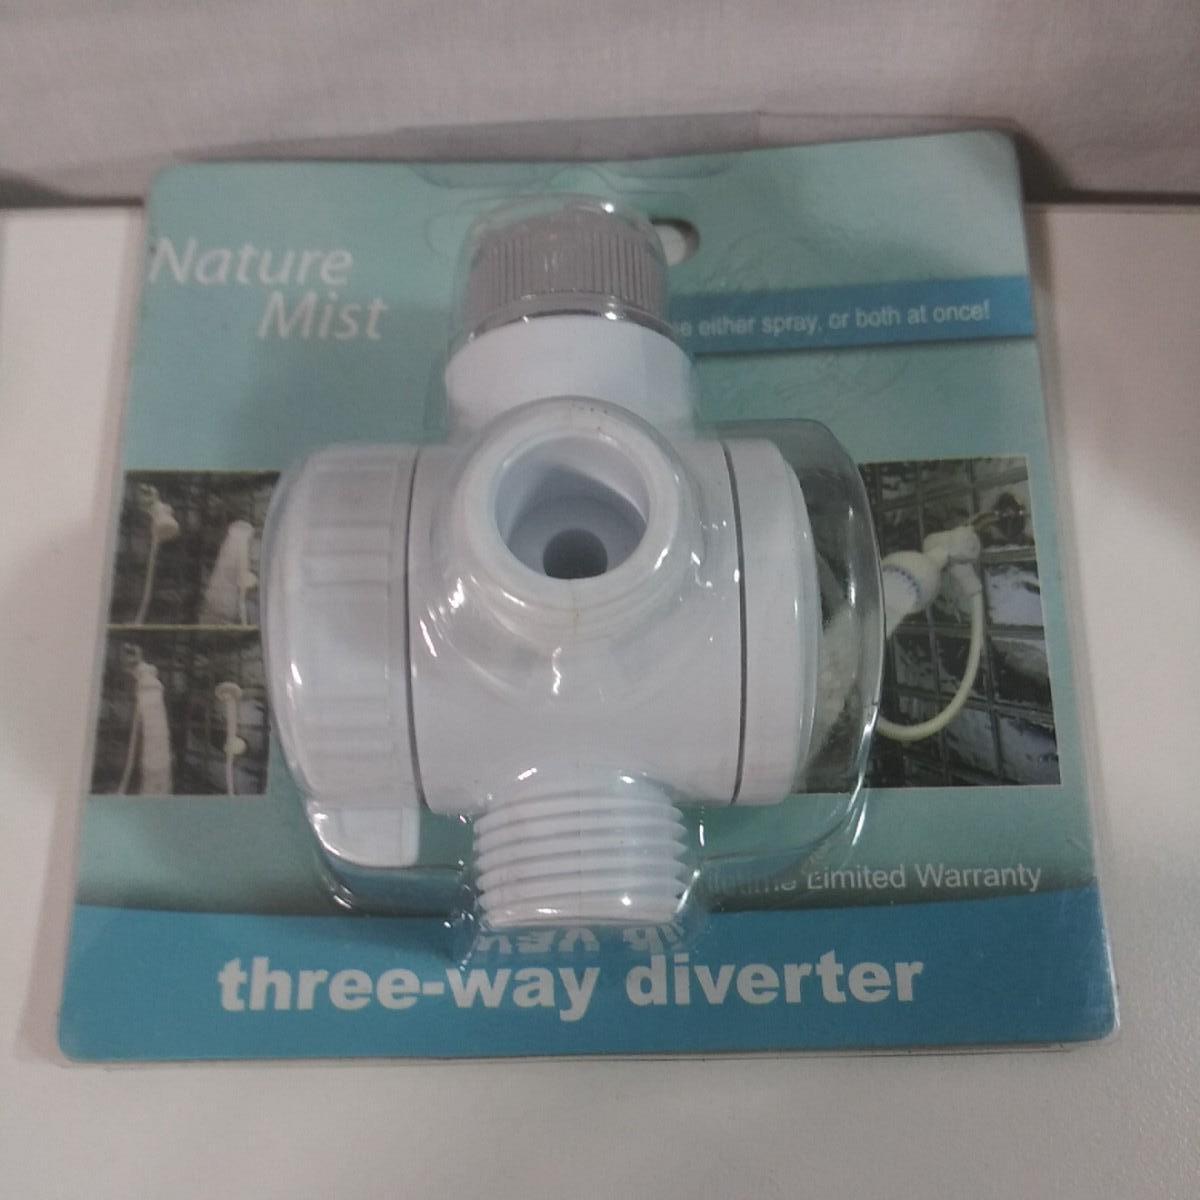 Nature
Mist
either spray, or both at once!
Limited Warranty
three-way diverter